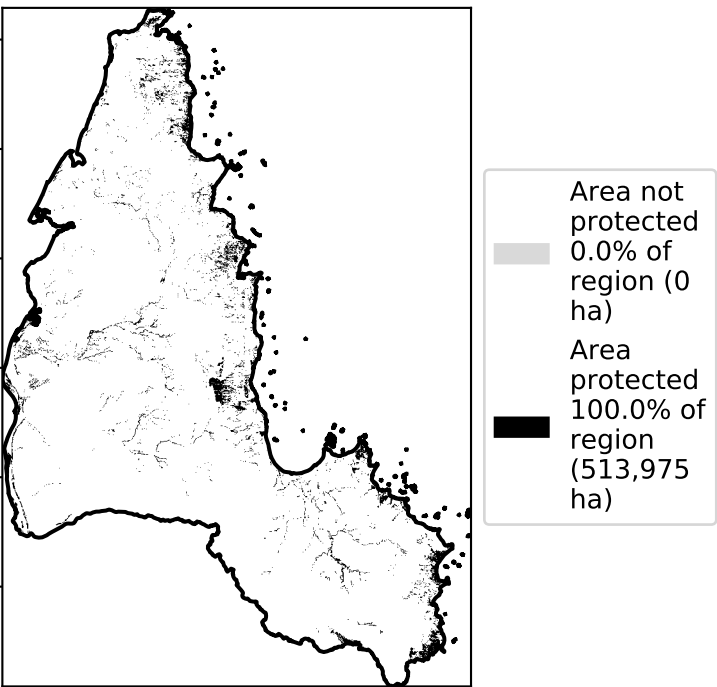 Area not
protected
0.0% of
region (0
ha)
Area
protected
100.0% of
region
(513,975
ha)